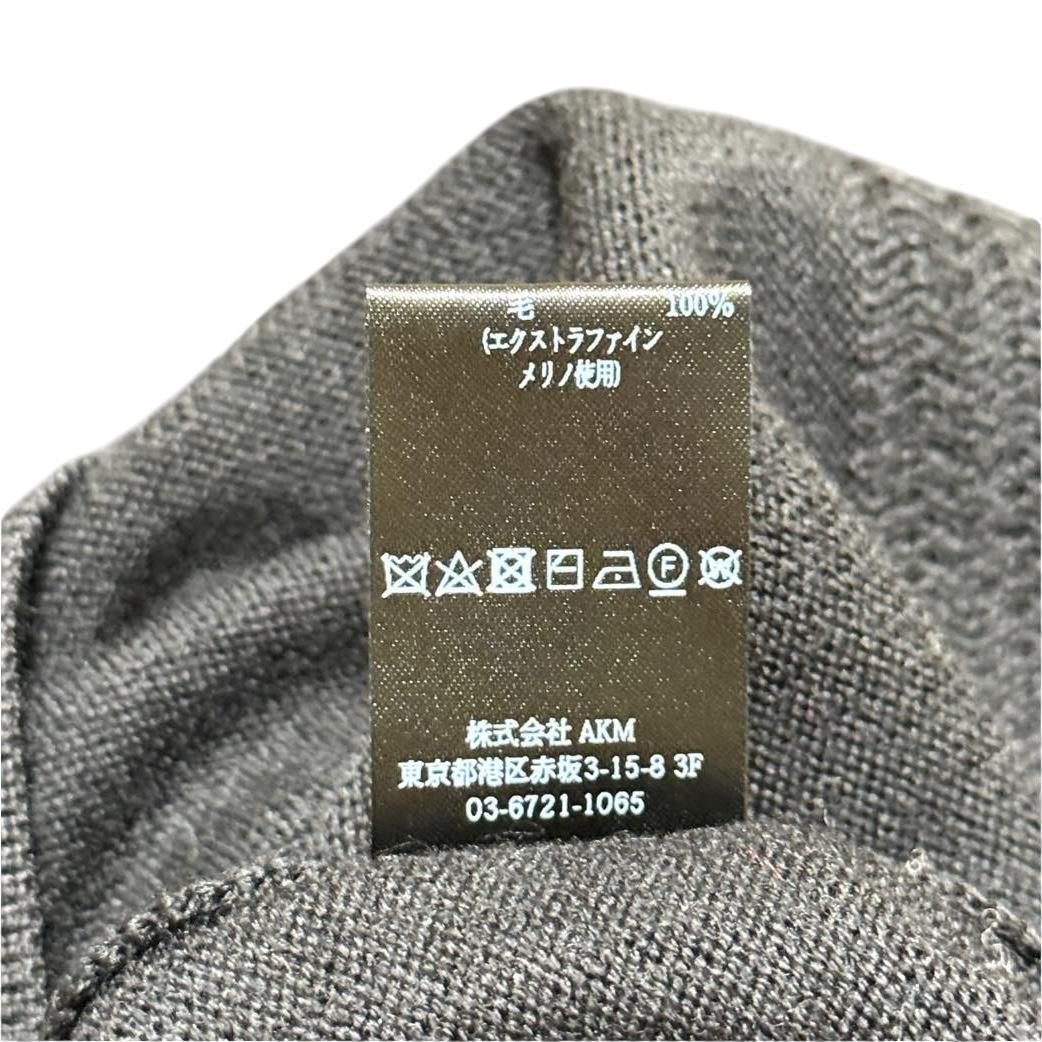 毛 100%
(エクストラファイン
メリノ使用)
F W
株式会社 AKM
東京都港区赤坂3-15-8 3F
03-6721-1065